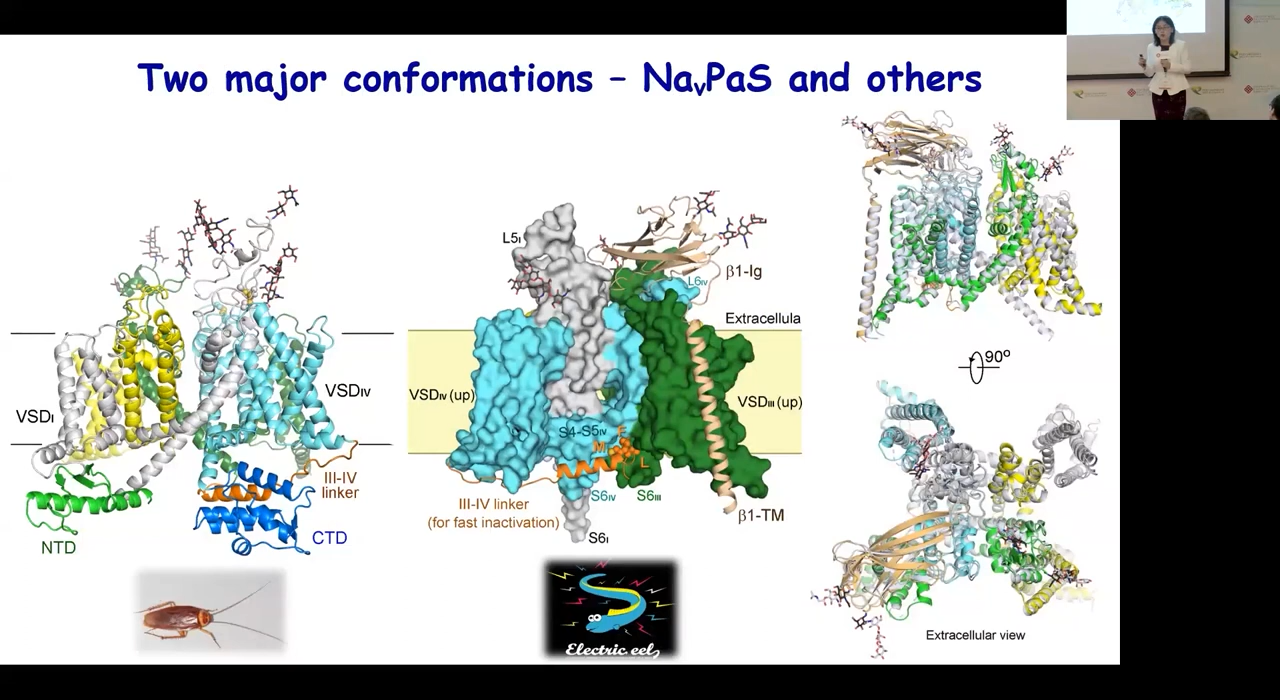 Two major conformations – NavPaS and others
VSDI
VSDIV
III-IV
linker
NTD
CTD
L5I
β1-Ig
L6IV
Extracellula
VSDIV (up)
VSDIII (up)
S4-S5IV
F
M
L
III-IV linker
(for fast inactivation)
S6IV
S6III
β1-TM
S6I
Electric eel
90º
Extracellular view